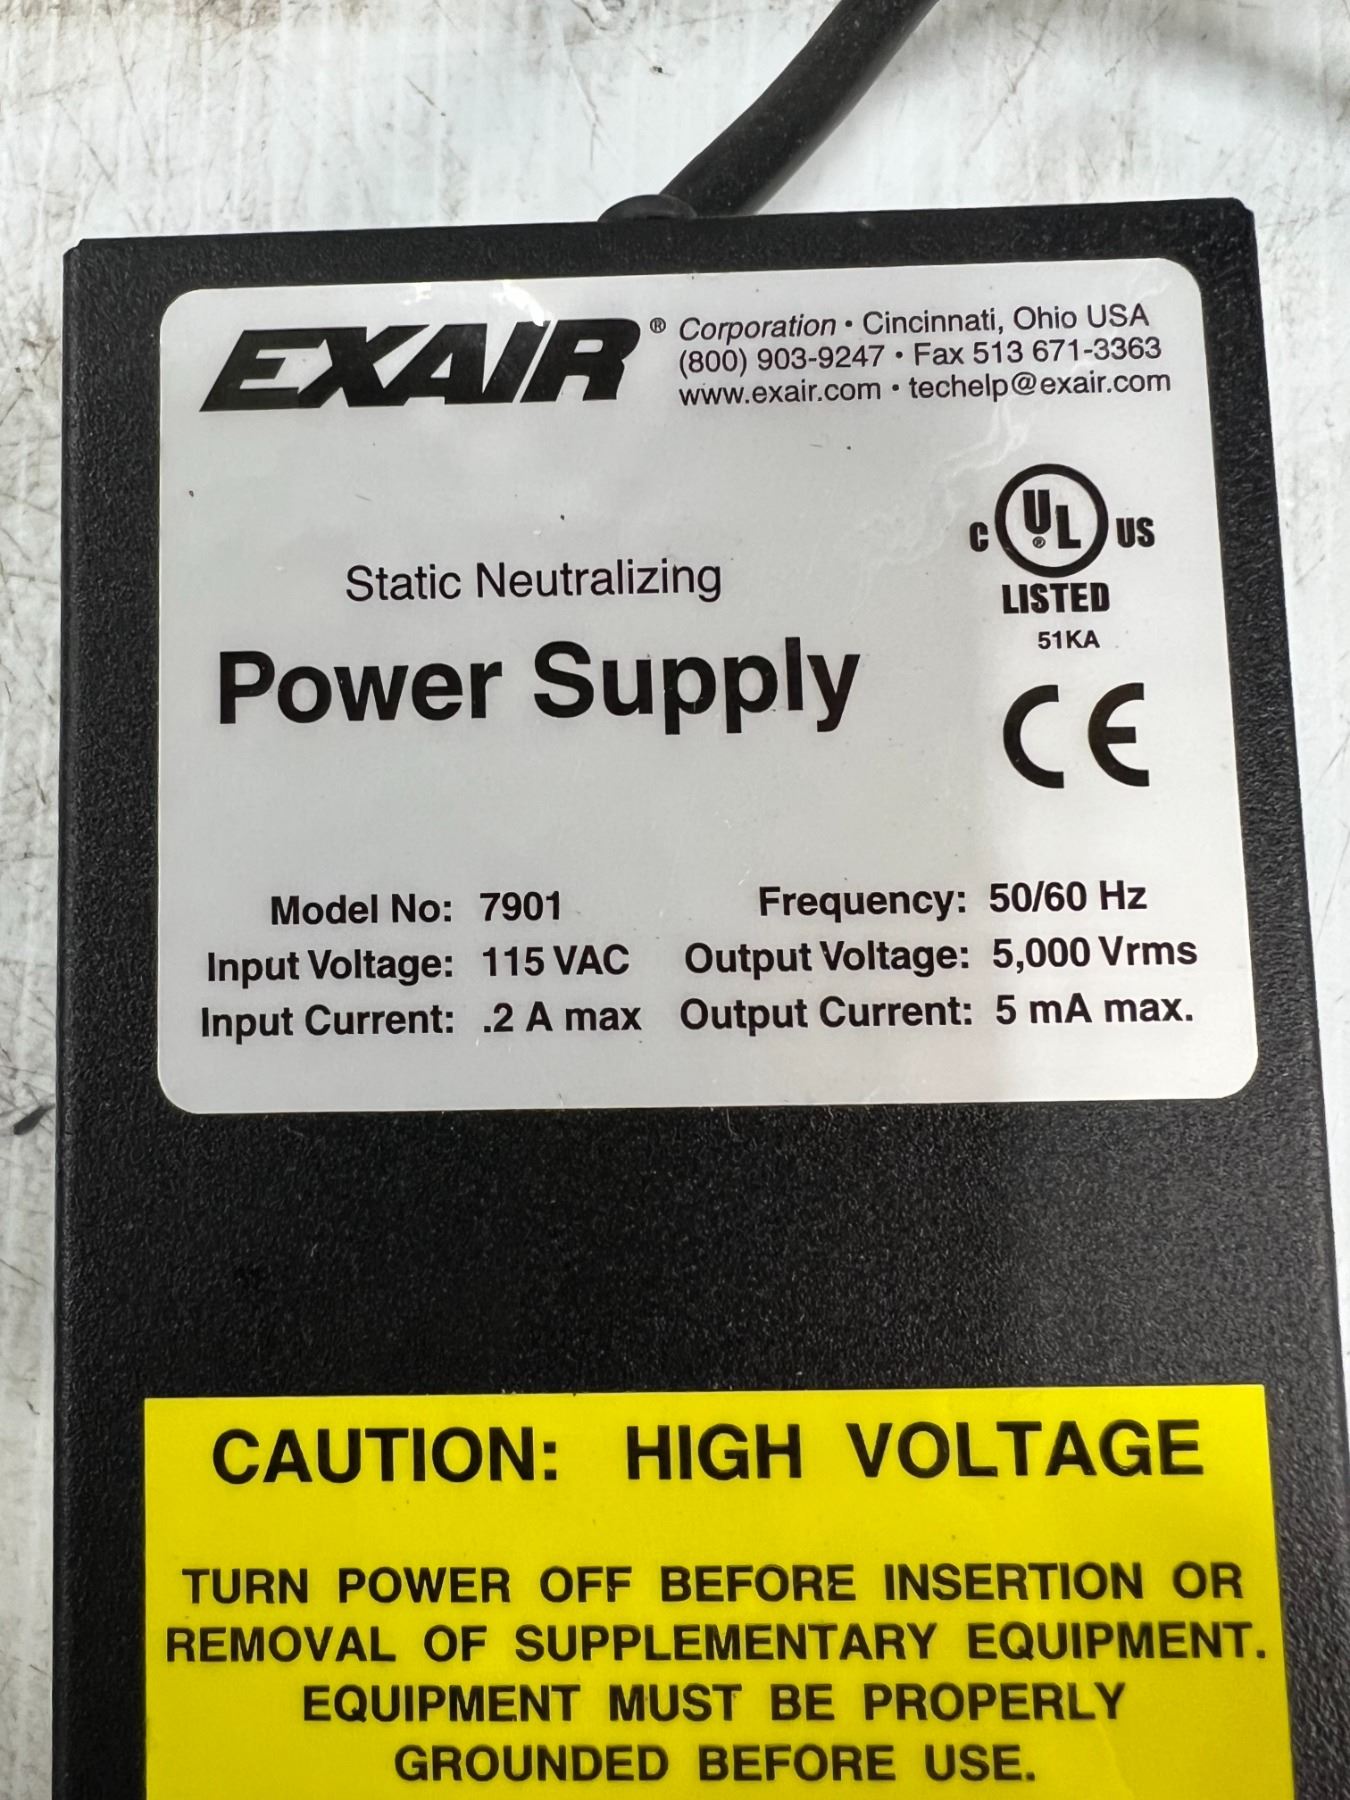 EXAIR® Corporation • Cincinnati, Ohio USA
(800) 903-9247 • Fax 513 671-3363
www.exair.com • techelp@exair.com
C UL® US
LISTED
51KA
Static Neutralizing
Power Supply
CE
Model No: 7901 Frequency: 50/60 Hz
Input Voltage: 115 VAC Output Voltage: 5,000 Vrms
Input Current: .2 A max Output Current: 5 mA max.
CAUTION: HIGH VOLTAGE
TURN POWER OFF BEFORE INSERTION OR
REMOVAL OF SUPPLEMENTARY EQUIPMENT.
EQUIPMENT MUST BE PROPERLY
GROUNDED BEFORE USE.